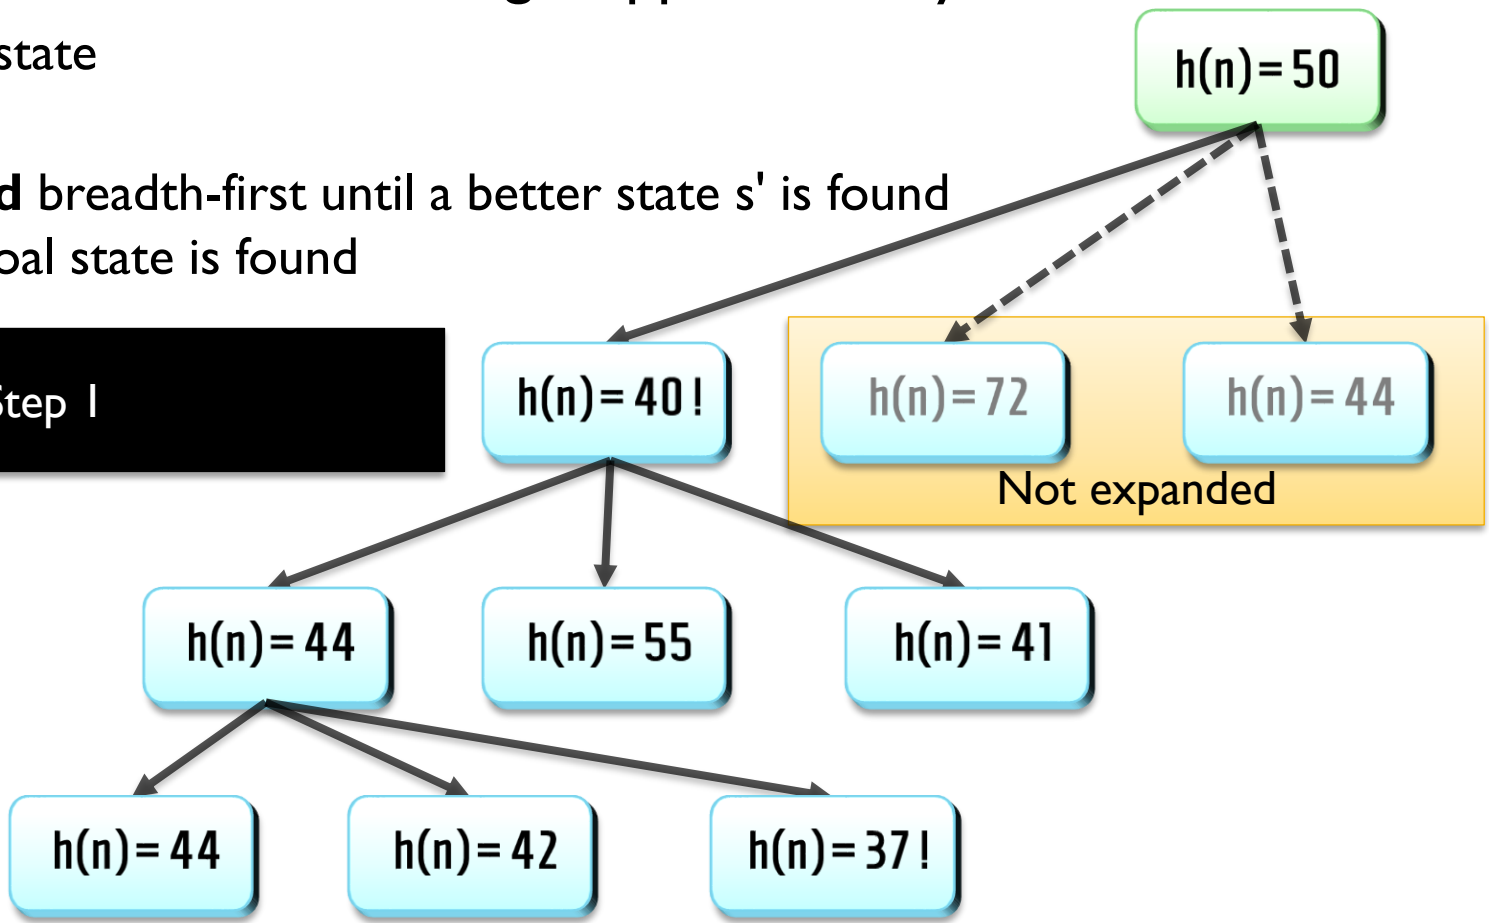 state
h(n)= 50
breadth-first until a better state s' is found
state is found
Step 1
h(n)= 40!
h(n)= 72
h(n)= 44
Not expanded
h(n)= 44
h(n)= 55
h(n)= 41
h(n)= 44
h(n)= 42
h(n)= 37!